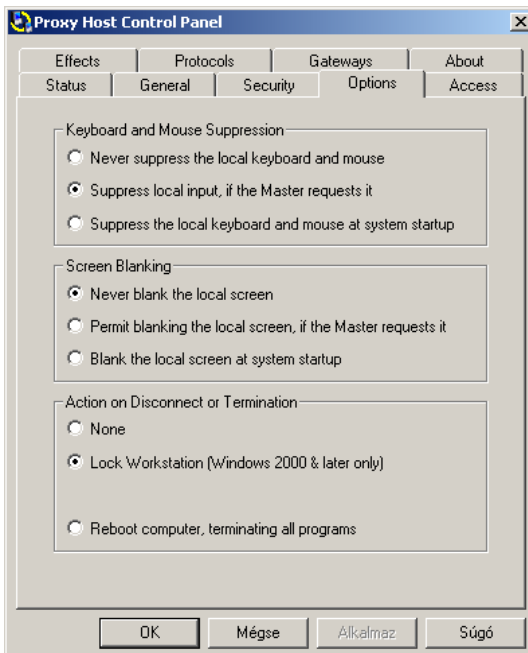 Proxy Host Control Panel
Effects Protocols Gateways About
Status General Security Options Access
Keyboard and Mouse Suppression
Never suppress the local keyboard and mouse
Suppress local input, if the Master requests it
Suppress the local keyboard and mouse at system startup
Screen Blanking
Never blank the local screen
Permit blanking the local screen, if the Master requests it
Blank the local screen at system startup
Action on Disconnect or Termination
None
Lock Workstation (Windows 2000 & later only)
Reboot computer, terminating all programs
OK Mégse Alkalmaz Súgó